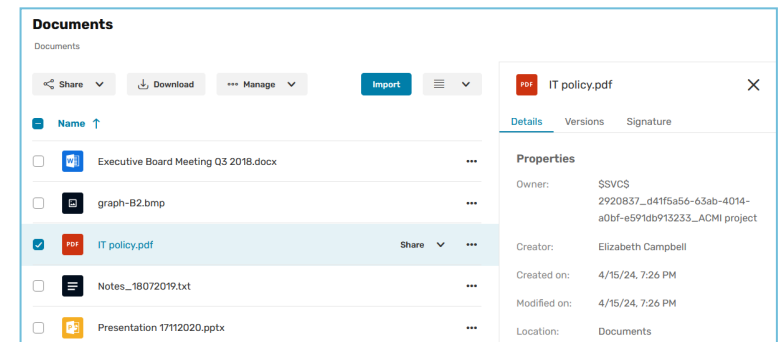 Documents
Documents
Share
Download
Manage
Import
Name
Executive Board Meeting Q3 2018.docx
graph-B2.bmp
PDF
IT policy.pdf
Share
Notes_18072019.txt
Presentation 17112020.pptx
PDF
IT policy.pdf
Details Versions Signature
Properties
Owner: $SVC$
2920837_d41f5a56-63ab-4014-
a0bf-e591db913233_ACMI project
Creator: Elizabeth Campbell
Created on: 4/15/24, 7:26 PM
Modified on: 4/15/24, 7:26 PM
Location: Documents